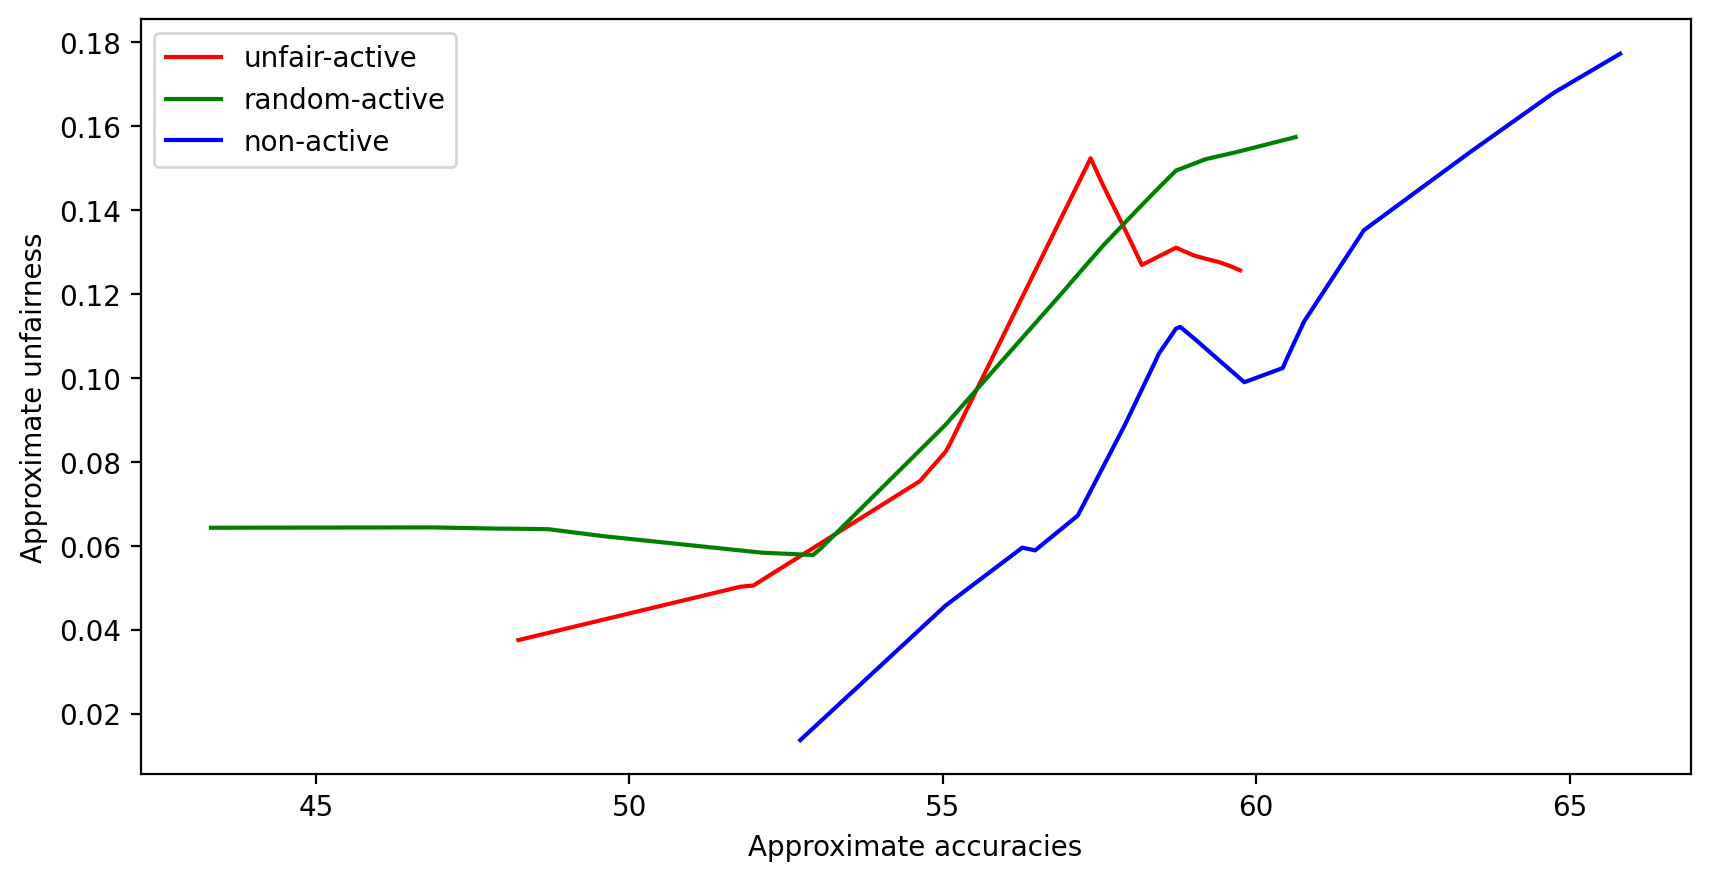 unfair-active
random-active
non-active
Approximate unfairness
0.18
0.16
0.14
0.12
0.10
0.08
0.06
0.04
0.02
45 50 55 60 65
Approximate accuracies